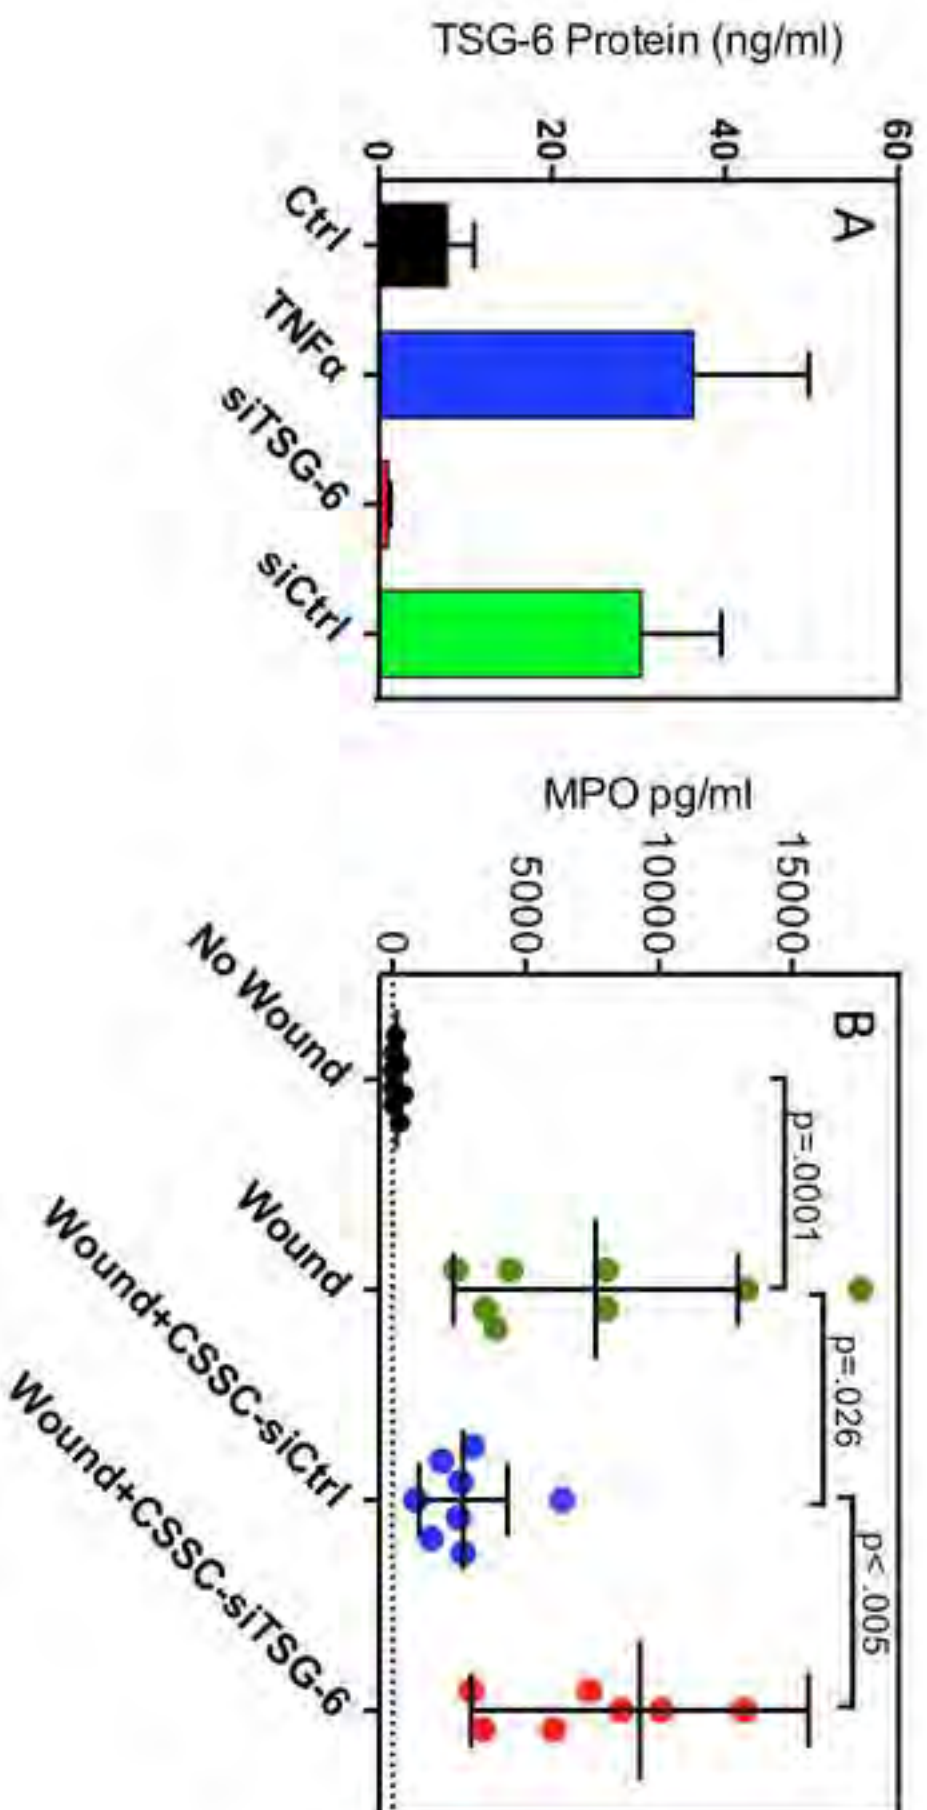 A
TSG-6 Protein (ng/ml)
60
40
20
0
Ctrl
TNFα
siTSG-6
siCtrl
B
MPO pg/ml
15000
10000
5000
0
p=.0001
p=.026
p<.005
No Wound
Wound
Wound+CSSC-siCtrl
Wound+CSSC-siTSG-6